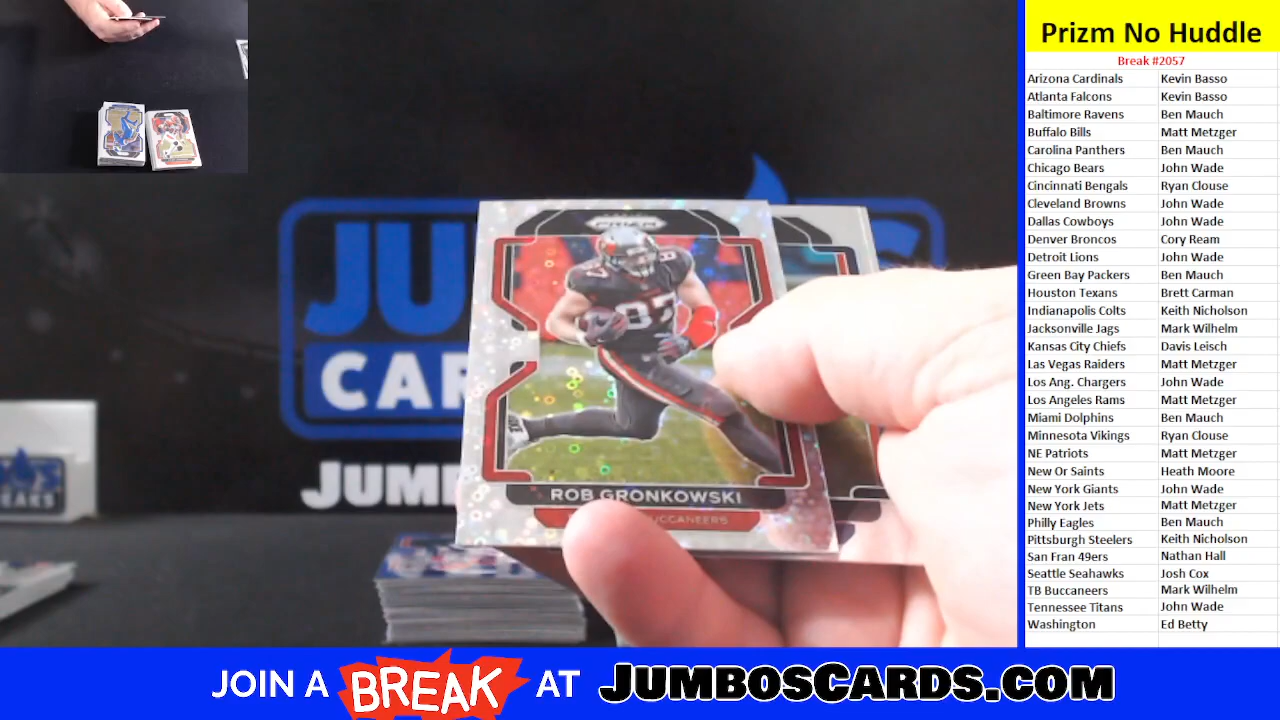 Prizm No Huddle
Break #2057
Arizona Cardinals Kevin Basso
Atlanta Falcons Kevin Basso
Baltimore Ravens Ben Mauch
Buffalo Bills Matt Metzger
Carolina Panthers Ben Mauch
Chicago Bears John Wade
Cincinnati Bengals Ryan Clouse
Cleveland Browns John Wade
Dallas Cowboys John Wade
Denver Broncos Cory Ream
Detroit Lions John Wade
Green Bay Packers Ben Mauch
Houston Texans Brett Carman
Indianapolis Colts Keith Nicholson
Jacksonville Jags Mark Wilhelm
Kansas City Chiefs Davis Leisch
Las Vegas Raiders Matt Metzger
Los Ang. Chargers John Wade
Los Angeles Rams Matt Metzger
Miami Dolphins Ben Mauch
Minnesota Vikings Ryan Clouse
NE Patriots Matt Metzger
New Or Saints Heath Moore
New York Giants John Wade
New York Jets Matt Metzger
Philly Eagles Ben Mauch
Pittsburgh Steelers Keith Nicholson
San Fran 49ers Nathan Hall
Seattle Seahawks Josh Cox
TB Buccaneers Mark Wilhelm
Tennessee Titans John Wade
Washington Ed Betty
PRIZM
87
ROB GRONKOWSKI
BUCCANEERS
JOIN A BREAK AT JUMBOSCARDS.COM